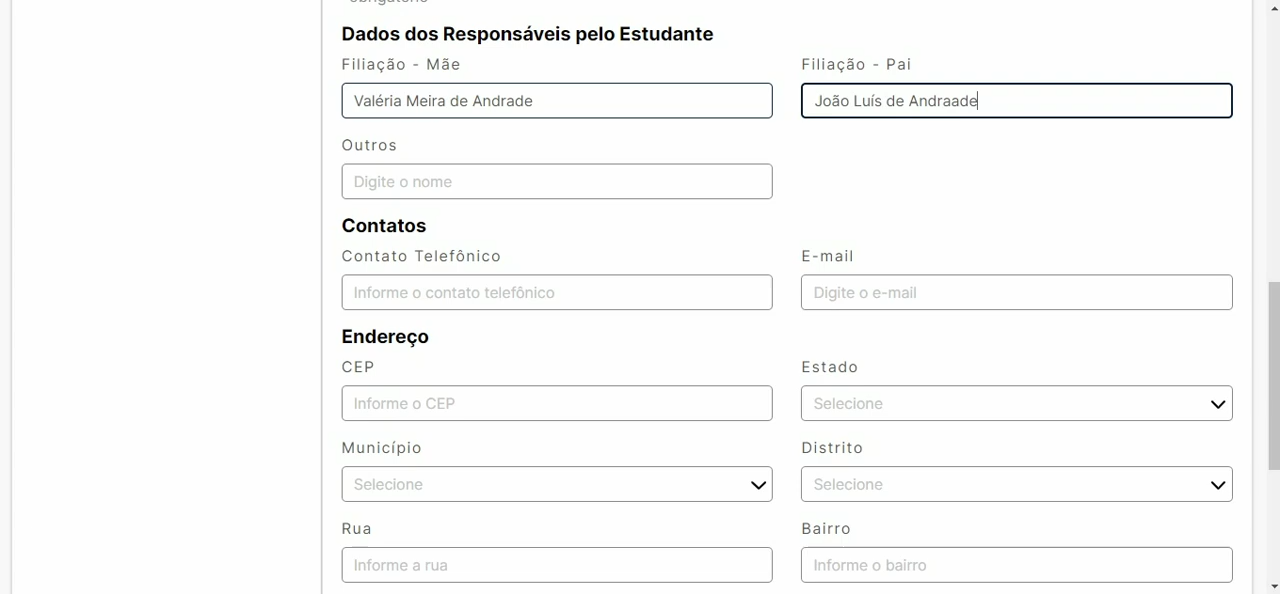 obrigatório
Dados dos Responsáveis pelo Estudante
Filiação - Mãe
Filiação - Pai
Valéria Meira de Andrade
João Luís de Andraade
Outros
Digite o nome
Contatos
Contato Telefônico
E-mail
Informe o contato telefônico
Digite o e-mail
Endereço
CEP
Estado
Informe o CEP
Selecione
Município
Distrito
Selecione
Selecione
Rua
Bairro
Informe a rua
Informe o bairro